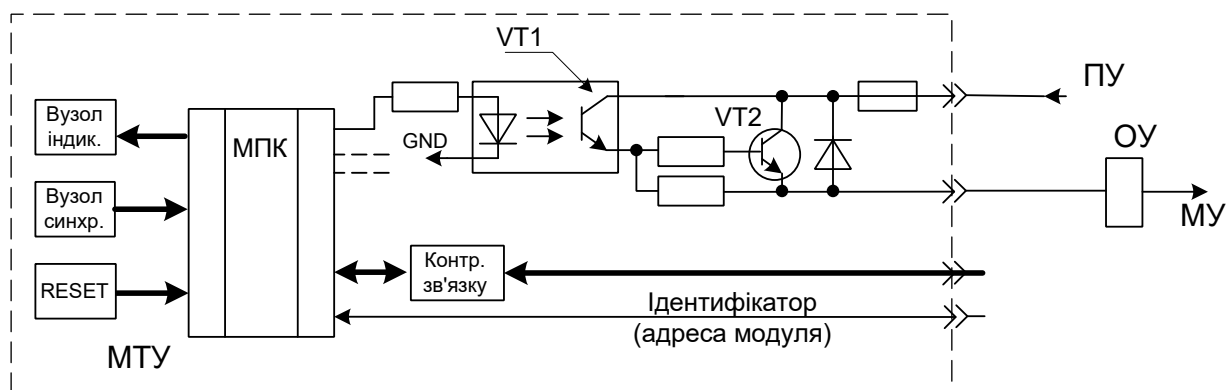 VT1
ПУ
Вузол
індик.
МПК
GND
VT2
ОУ
Вузол
синхр.
МУ
RESET
Контр.
зв'язку
Ідентифікатор
(адреса модуля)
МТУ